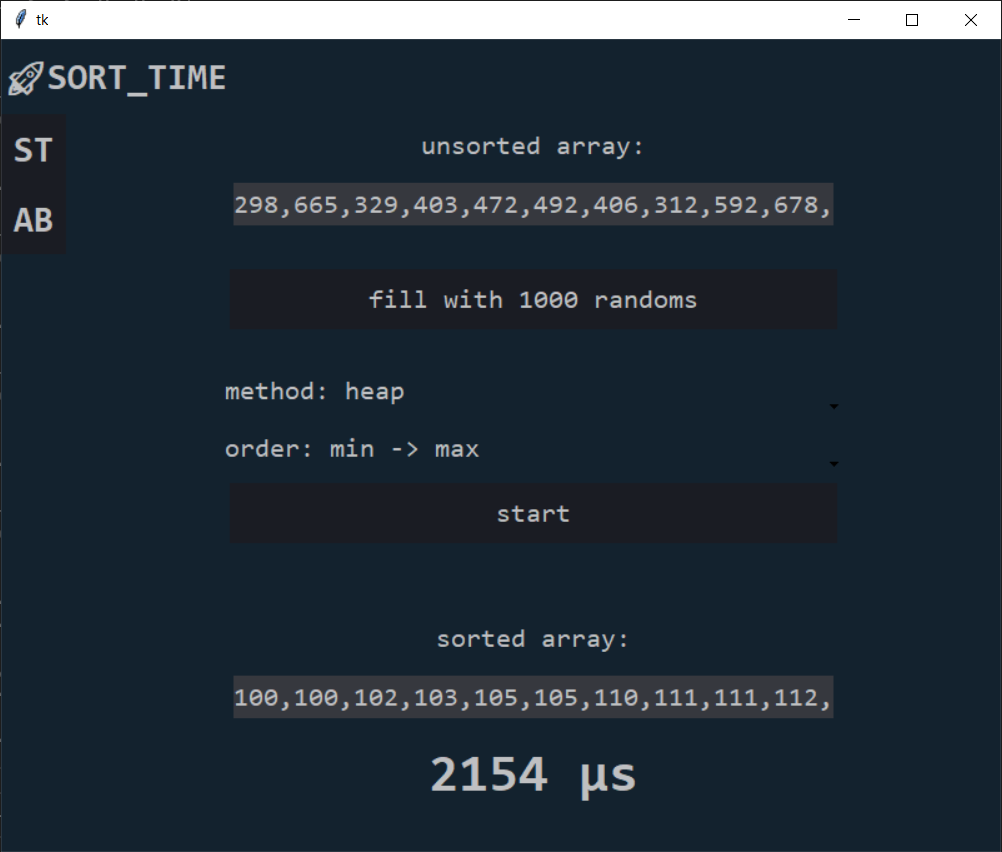 tk
🚀SORT_TIME
ST
AB
unsorted array:
298,665,329,403,472,492,406,312,592,678,
fill with 1000 randoms
method: heap
order: min -> max
start
sorted array:
100,100,102,103,105,105,110,111,111,112,
2154 µs